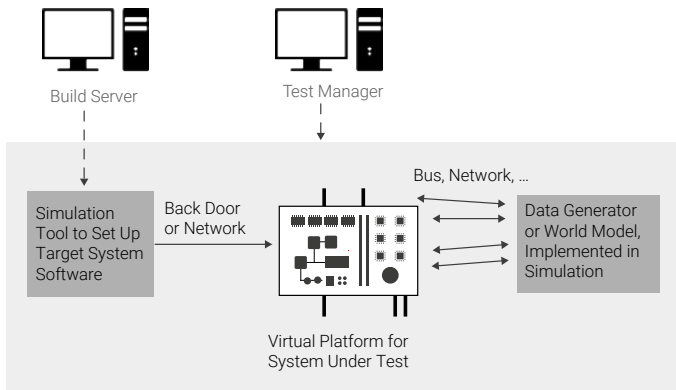 Build Server
Test Manager
Bus, Network, ...
Simulation
Tool to Set Up
Target System
Software
Back Door
or Network
Data Generator
or World Model,
Implemented in
Simulation
Virtual Platform for
System Under Test